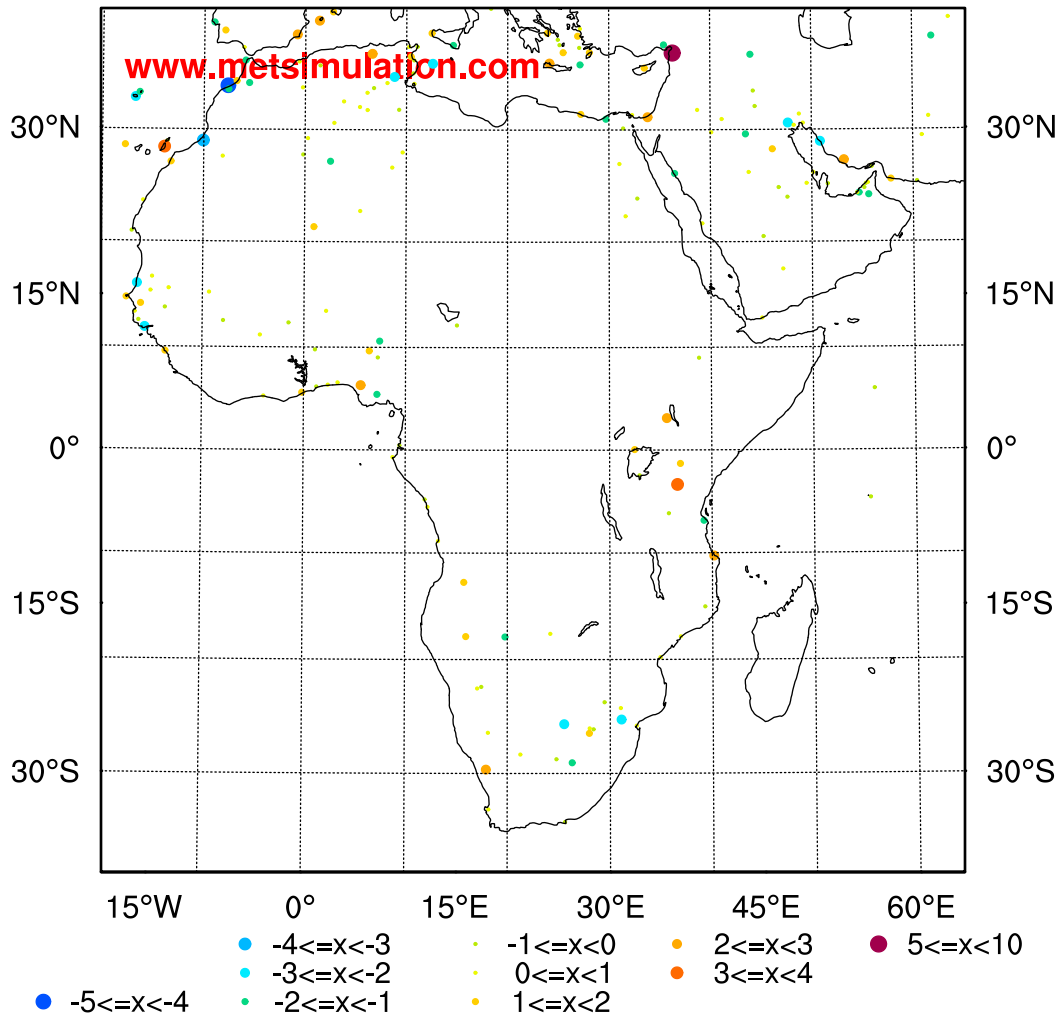 www.metsimulation.com
30°N 30°N
15°N 15°N
0° 0°
15°S 15°S
30°S 30°S
15°W 0° 15°E 30°E 45°E 60°E
-4<=x<-3 -1<=x<0 2<=x<3 5<=x<10
-3<=x<-2 0<=x<1 3<=x<4
-5<=x<-4 -2<=x<-1 1<=x<2